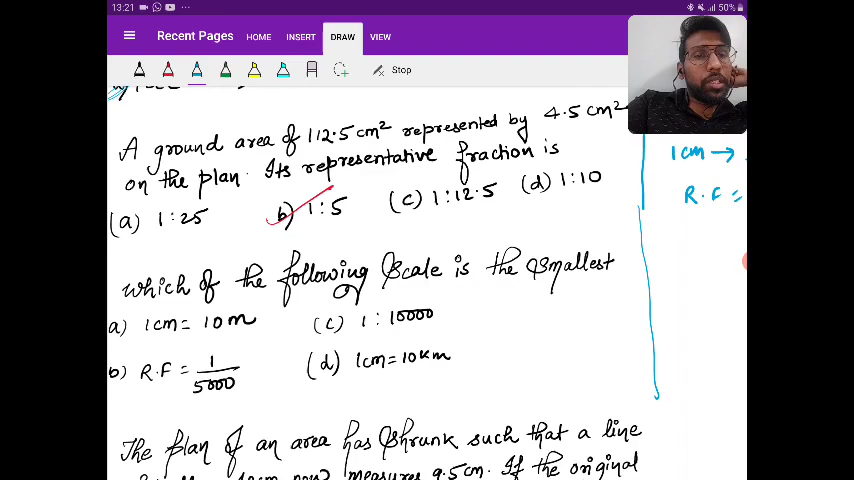 13:21
50%
Recent Pages
HOME
INSERT
DRAW
VIEW
Stop
A ground area of 112.5 cm² represented by 4.5 cm²
on the plan. Its representative fraction is
(a) 1:25
b) 1:5
(c) 1:12.5
(d) 1:10
1cm →
R.F =
which of the following scale is the smallest
a) 1cm = 10m
(c) 1 : 10000
b) R.F = 1/5000
(d) 1cm = 10km
The plan of an area has shrunk such that a line
now measures 9.5cm. If the original